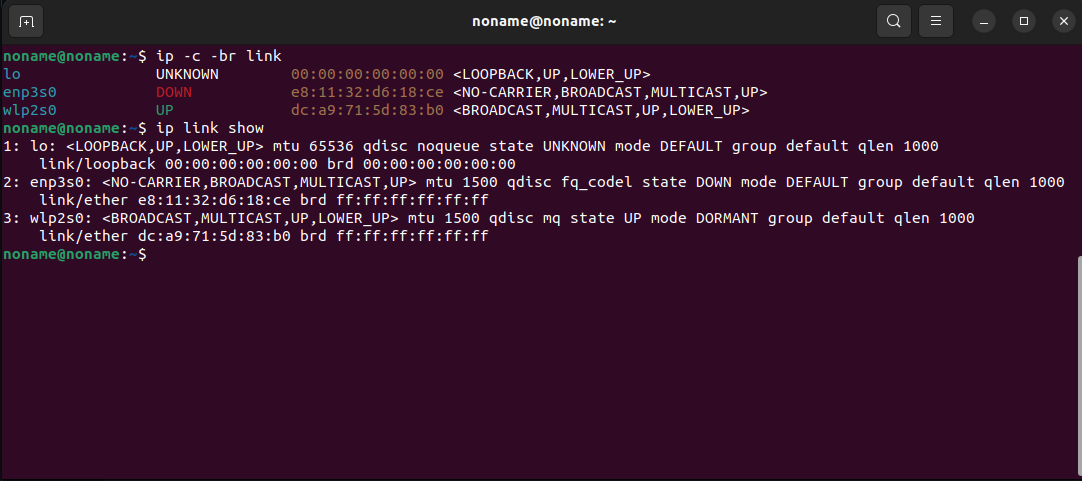 noname@noname: ~
noname@noname:~$ ip -c -br link
lo               UNKNOWN        00:00:00:00:00:00 <LOOPBACK,UP,LOWER_UP>
enp3s0           DOWN           e8:11:32:d6:18:ce <NO-CARRIER,BROADCAST,MULTICAST,UP>
wlp2s0           UP             dc:a9:71:5d:83:b0 <BROADCAST,MULTICAST,UP,LOWER_UP>
noname@noname:~$ ip link show
1: lo: <LOOPBACK,UP,LOWER_UP> mtu 65536 qdisc noqueue state UNKNOWN mode DEFAULT group default qlen 1000
    link/loopback 00:00:00:00:00:00 brd 00:00:00:00:00:00
2: enp3s0: <NO-CARRIER,BROADCAST,MULTICAST,UP> mtu 1500 qdisc fq_codel state DOWN mode DEFAULT group default qlen 1000
    link/ether e8:11:32:d6:18:ce brd ff:ff:ff:ff:ff:ff
3: wlp2s0: <BROADCAST,MULTICAST,UP,LOWER_UP> mtu 1500 qdisc mq state UP mode DORMANT group default qlen 1000
    link/ether dc:a9:71:5d:83:b0 brd ff:ff:ff:ff:ff:ff
noname@noname:~$